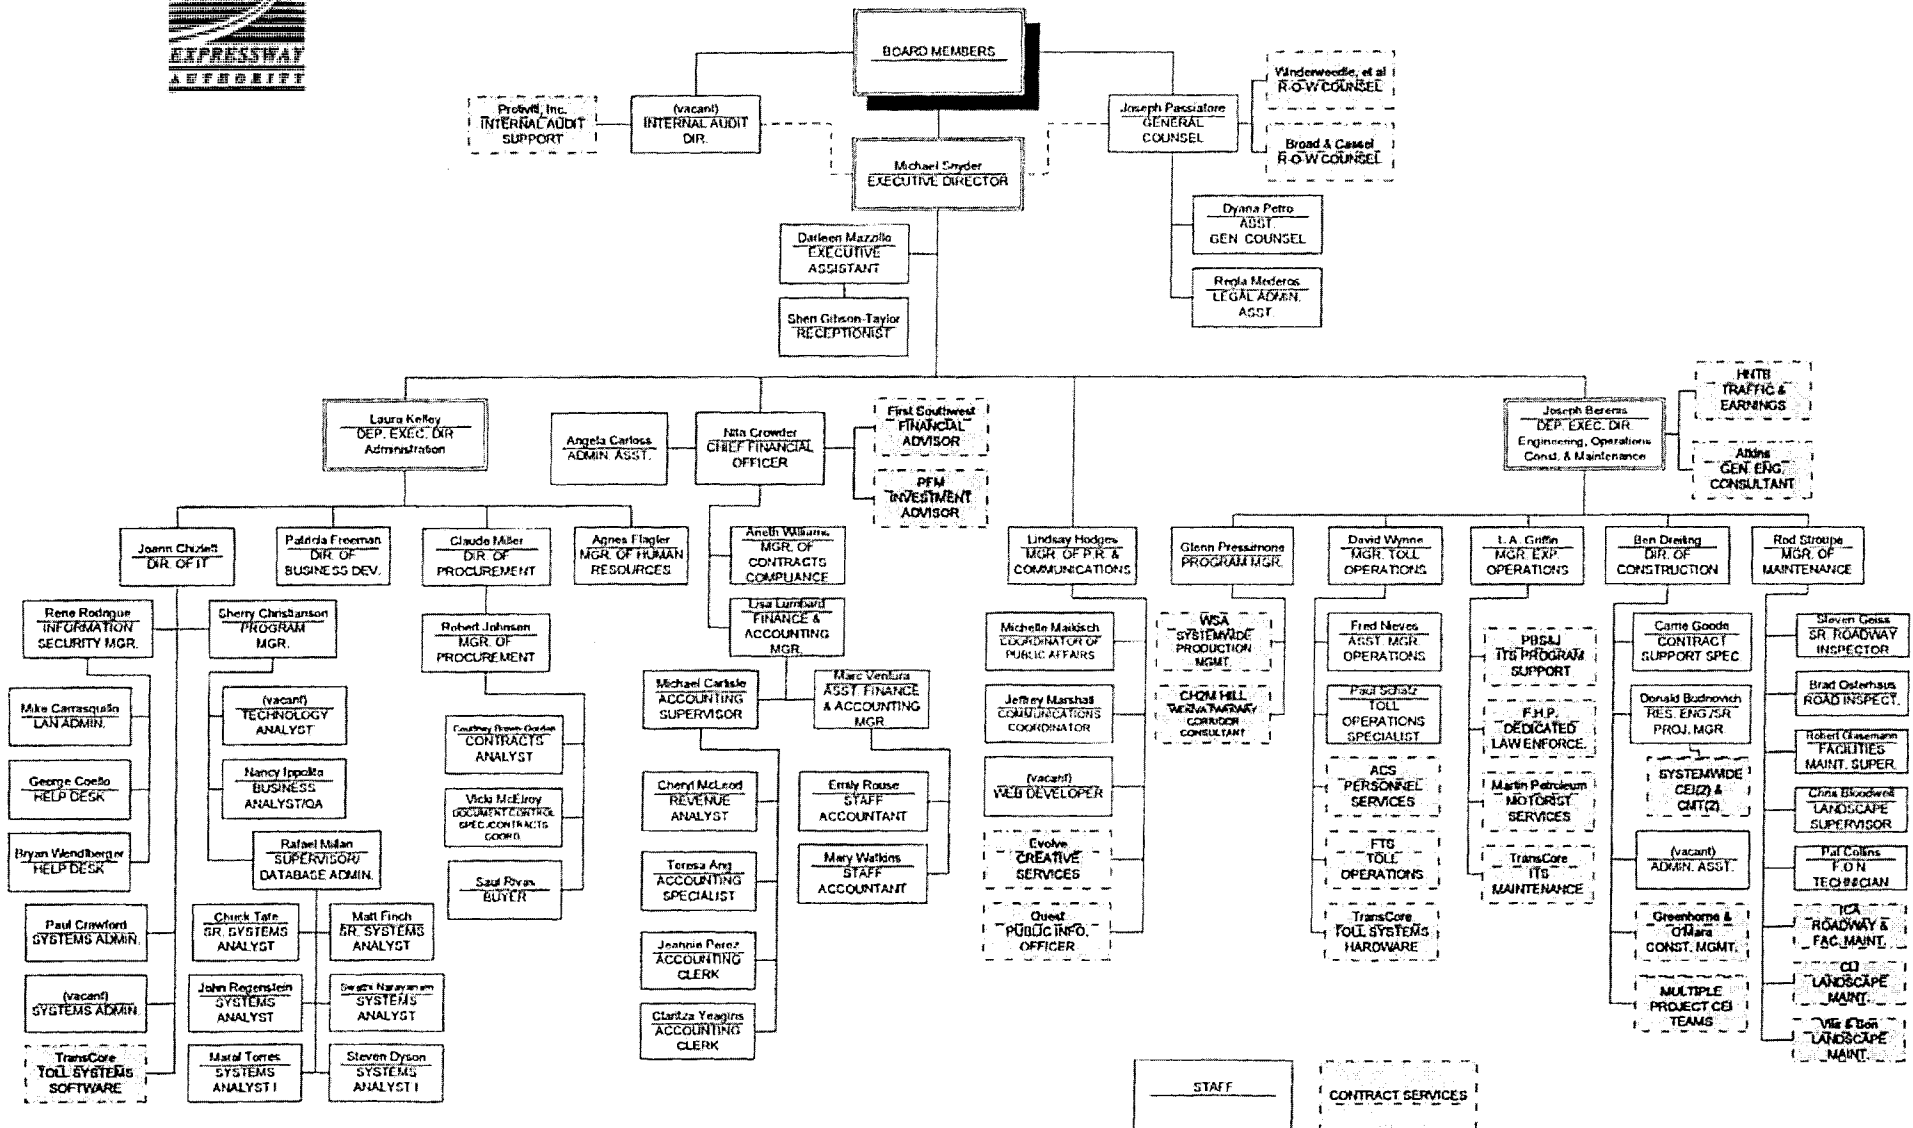 EXPRESSWAY
AUTHORITY
BOARD MEMBERS
Protiviti, Inc.
INTERNAL AUDIT
SUPPORT
(vacant)
INTERNAL AUDIT
DIR.
Joseph Passiatore
GENERAL
COUNSEL
Winderweedle, et al
R-O-W COUNSEL
Broad & Cassel
R-O-W COUNSEL
Michael Snyder
EXECUTIVE DIRECTOR
Dyana Petro
ASST.
GEN. COUNSEL
Regla Mederos
LEGAL ADMIN.
ASST.
Darleen Mazzillo
EXECUTIVE
ASSISTANT
Sheri Gibson-Taylor
RECEPTIONIST
Laura Kelley
DEP. EXEC. DIR
Administration
Angela Carloss
ADMIN. ASST.
Nita Crowder
CHIEF FINANCIAL
OFFICER
First Southwest
FINANCIAL
ADVISOR
PFM
INVESTMENT
ADVISOR
Joseph Berenis
DEP. EXEC. DIR.
Engineering, Operations
Const. & Maintenance
HNTB
TRAFFIC &
EARNINGS
Atkins
GEN. ENG.
CONSULTANT
Joann Chizlett
DIR. OF IT
Patricia Freeman
DIR. OF
BUSINESS DEV.
Claude Miller
DIR. OF
PROCUREMENT
Agnes Flagler
MGR. OF HUMAN
RESOURCES
Aneth Williams
MGR. OF
CONTRACTS
COMPLIANCE
Lisa Lumbard
FINANCE &
ACCOUNTING
MGR.
Lindsay Hodges
MGR. OF P.R. &
COMMUNICATIONS
Glenn Pressimone
PROGRAM MGR.
David Wynne
MGR. TOLL
OPERATIONS
L.A. Griffin
MGR. EXP.
OPERATIONS
Ben Dreiling
DIR. OF
CONSTRUCTION
Rod Stroupe
MGR. OF
MAINTENANCE
Rene Rodrigue
INFORMATION
SECURITY MGR.
Sherry Christianson
PROGRAM
MGR.
Robert Johnson
MGR. OF
PROCUREMENT
Michael Carlisle
ACCOUNTING
SUPERVISOR
Marc Ventura
ASST. FINANCE
& ACCOUNTING
MGR.
Mike Carrasquillo
LAN ADMIN.
George Coello
HELP DESK
Bryan Wendlberger
HELP DESK
Paul Crawford
SYSTEMS ADMIN.
(vacant)
SYSTEMS ADMIN.
TransCore
TOLL SYSTEMS
SOFTWARE
(vacant)
TECHNOLOGY
ANALYST
Nancy Ippolito
BUSINESS
ANALYST/QA
Rafael Millan
SUPERVISOR/
DATABASE ADMIN.
Chuck Tate
SR. SYSTEMS
ANALYST
Matt Finch
SR. SYSTEMS
ANALYST
John Regenstein
SYSTEMS
ANALYST
Swathi Narayanam
SYSTEMS
ANALYST
Maral Torres
SYSTEMS
ANALYST I
Steven Dyson
SYSTEMS
ANALYST I
Courtney Brown-Gordon
CONTRACTS
ANALYST
Vicki McElroy
DOCUMENT CONTROL
SPEC./CONTRACTS
COORD.
Saul Rivas
BUYER
Cheryl McLeod
REVENUE
ANALYST
Teresa Ang
ACCOUNTING
SPECIALIST
Jeannie Perez
ACCOUNTING
CLERK
Claritza Yeagins
ACCOUNTING
CLERK
Emily Rouse
STAFF
ACCOUNTANT
Mary Watkins
STAFF
ACCOUNTANT
Michelle Maikisch
COORDINATOR OF
PUBLIC AFFAIRS
Jeffrey Marshall
COMMUNICATIONS
COORDINATOR
(vacant)
WEB DEVELOPER
Evolve
CREATIVE
SERVICES
Quest
PUBLIC INFO.
OFFICER
WSA
SYSTEMWIDE
PRODUCTION
MGMT.
CH2M HILL
CORRIDOR
CONSULTANT
Fred Nieves
ASST. MGR.
OPERATIONS
Paul Schatz
TOLL
OPERATIONS
SPECIALIST
ACS
PERSONNEL
SERVICES
FTS
TOLL
OPERATIONS
TransCore
TOLL SYSTEMS
HARDWARE
PBS&J
ITS PROGRAM
SUPPORT
F.H.P.
DEDICATED
LAW ENFORCE.
Martin Petroleum
MOTORIST
SERVICES
TransCore
ITS
MAINTENANCE
Carrie Goode
CONTRACT
SUPPORT SPEC
Donald Budnovich
RES. ENG./SR
PROJ. MGR.
SYSTEMWIDE
CEI(2) &
CMT(2)
(vacant)
ADMIN. ASST.
Greenhorne &
O'Mara
CONST. MGMT.
MULTIPLE
PROJECT CEI
TEAMS
Steven Geiss
SR. ROADWAY
INSPECTOR
Brad Osterhaus
ROAD INSPECT.
Robert Glasemann
FACILITIES
MAINT. SUPER.
Chris Bloodwell
LANDSCAPE
SUPERVISOR
Pat Collins
F.O.N
TECHNICIAN
ICA
ROADWAY &
FAC. MAINT.
LANDSCAPE
MAINT.
Vila & Son
LANDSCAPE
MAINT.
STAFF
CONTRACT SERVICES